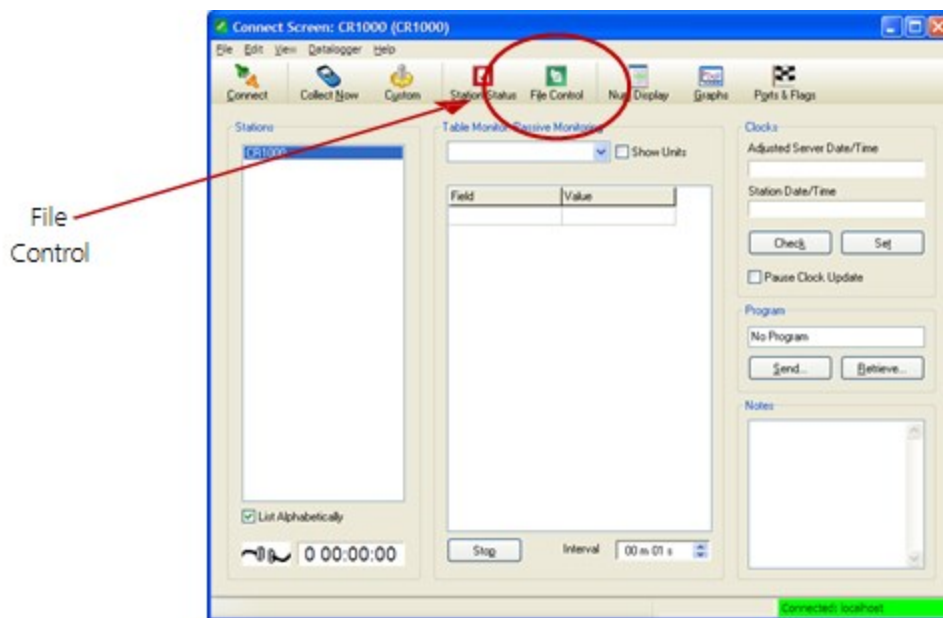 Connect Screen: CR1000 (CR1000)
File Edit View Datalogger Help
Connect Collect Now Custom Station Status File Control Num Display Graphs Ports & Flags
File
Control
Stations
CR1000
List Alphabetically
0 00:00:00
Table Monitor: Passive Monitoring
Show Units
Field Value
Stop Interval 00 m 01 s
Clocks
Adjusted Server Date/Time
Station Date/Time
Check Set
Pause Clock Update
Program
No Program
Send... Retrieve...
Notes
Connected: localhost